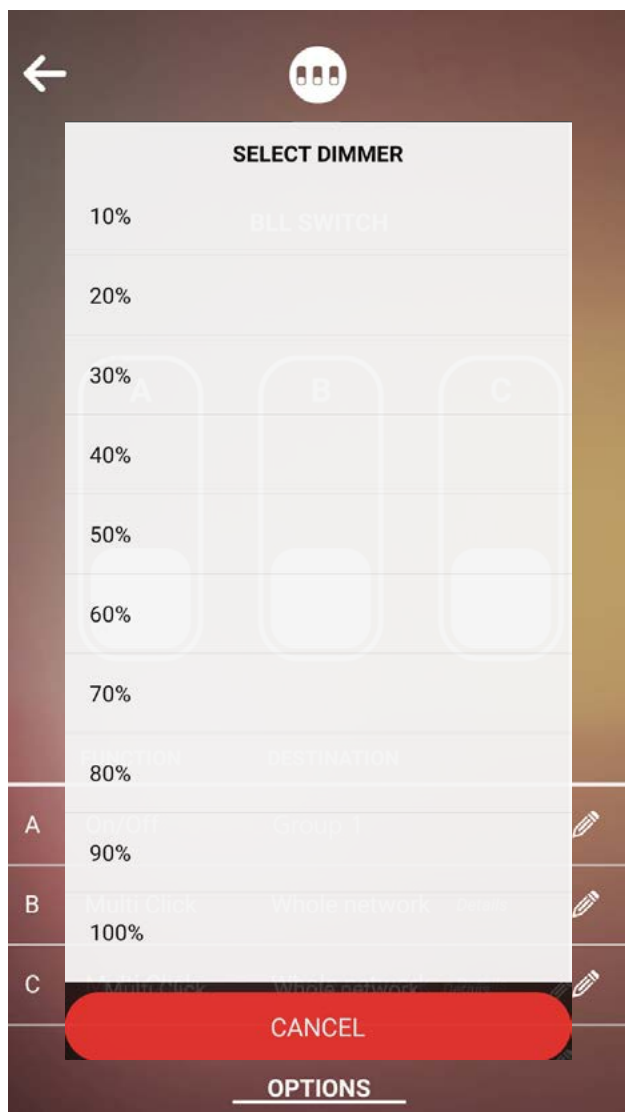 SELECT DIMMER
10%
BLL SWITCH
20%
30%
A B C
40%
50%
60%
70%
FUNCTION DESTINATION
80%
A On/Off Group 1
90%
B Multi Click Whole network Details
100%
C Multi Click Whole network Details
CANCEL
OPTIONS